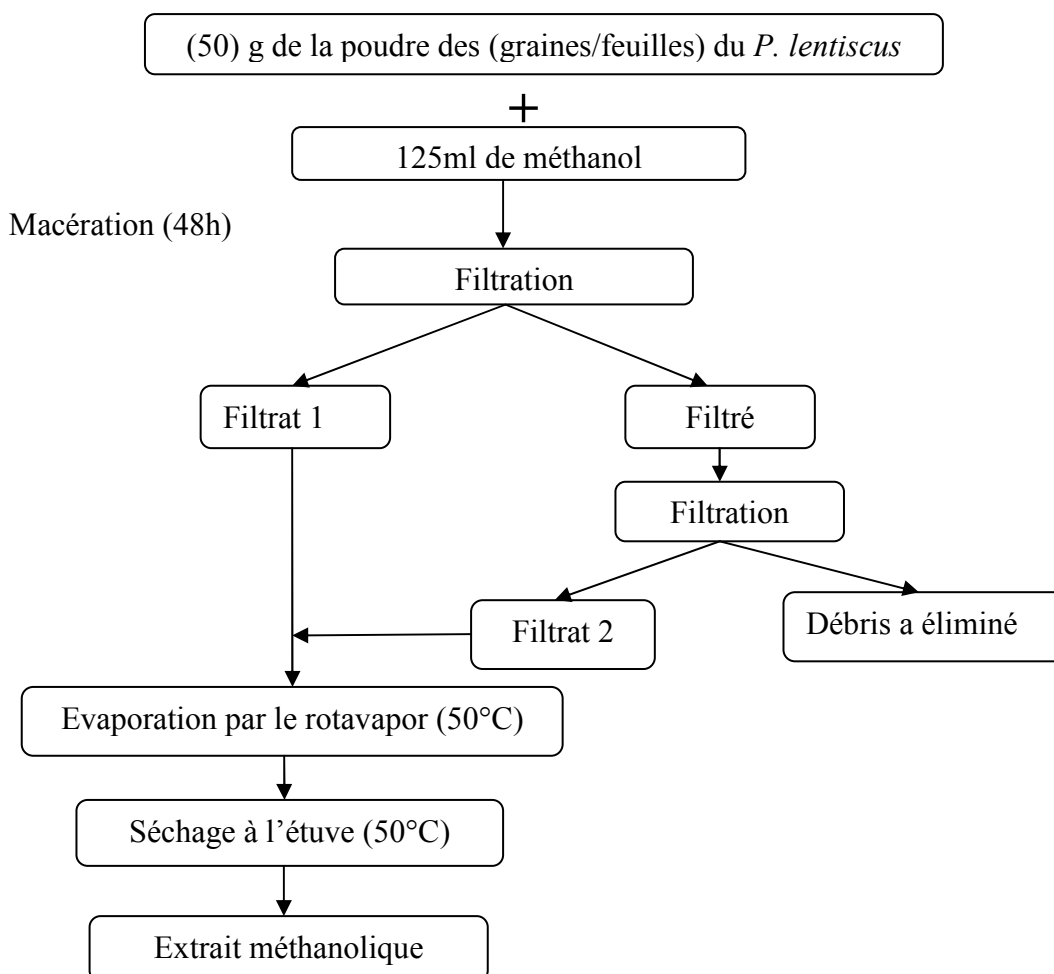 (50) g de la poudre des (graines/feuilles) du P. lentiscus
+
125ml de méthanol
Macération (48h)
Filtration
Filtrat 1
Filtré
Filtration
Filtrat 2
Débris a éliminé
Evaporation par le rotavapor (50°C)
Séchage à l’étuve (50°C)
Extrait méthanolique